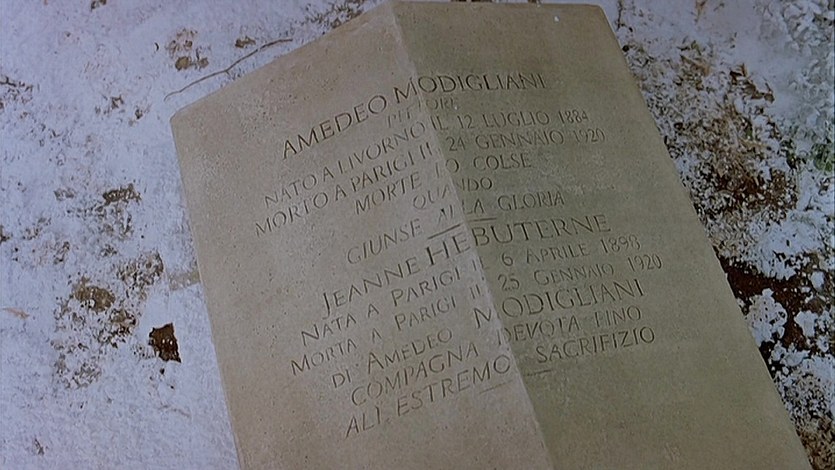 AMEDEO MODIGLIANI
PITTORE
NATO A LIVORNO IL 12 LUGLIO 1884
MORTO A PARIGI IL 24 GENNAIO 1920
MORTE LO COLSE
QUANDO
GIUNSE ALLA GLORIA
JEANNE HEBUTERNE
NATA A PARIGI IL 6 APRILE 1898
MORTA A PARIGI IL 25 GENNAIO 1920
DI AMEDEO MODIGLIANI
COMPAGNA DEVOTA FINO
ALL ESTREMO SACRIFIZIO